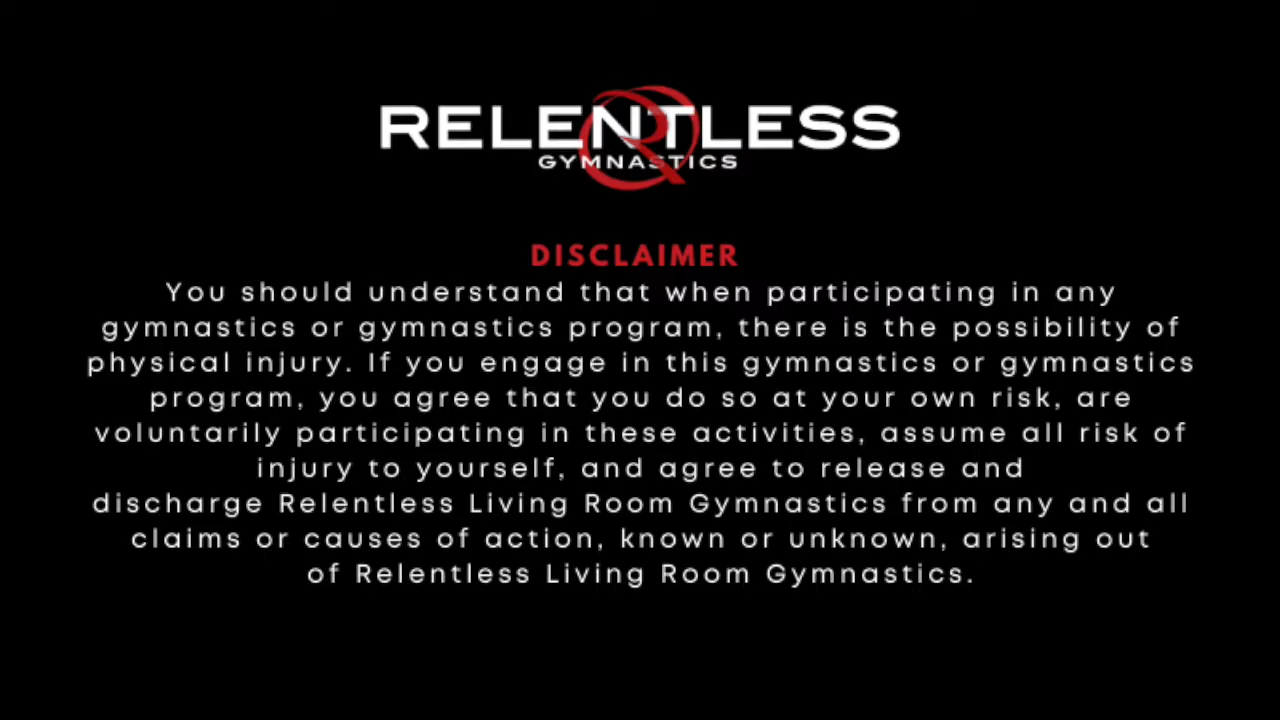 RELENTLESS
GYMNASTICS
DISCLAIMER
You should understand that when participating in any
gymnastics or gymnastics program, there is the possibility of
physical injury. If you engage in this gymnastics or gymnastics
program, you agree that you do so at your own risk, are
voluntarily participating in these activities, assume all risk of
injury to yourself, and agree to release and
discharge Relentless Living Room Gymnastics from any and all
claims or causes of action, known or unknown, arising out
of Relentless Living Room Gymnastics.